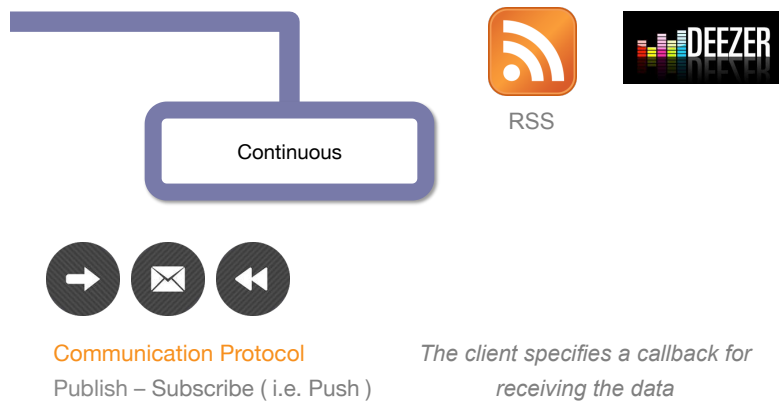 DEEZER
RSS
Continuous
Communication Protocol
Publish – Subscribe ( i.e. Push )
The client specifies a callback for
receiving the data